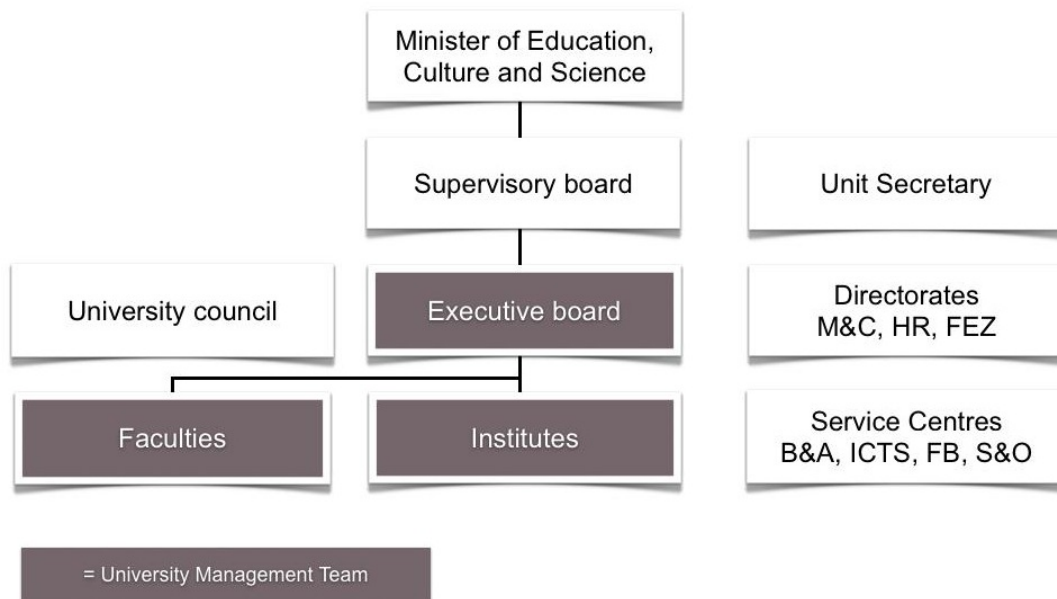 Minister of Education,
Culture and Science
Supervisory board
Unit Secretary
University council
Executive board
Directorates
M&C, HR, FEZ
Faculties
Institutes
Service Centres
B&A, ICTS, FB, S&O
= University Management Team